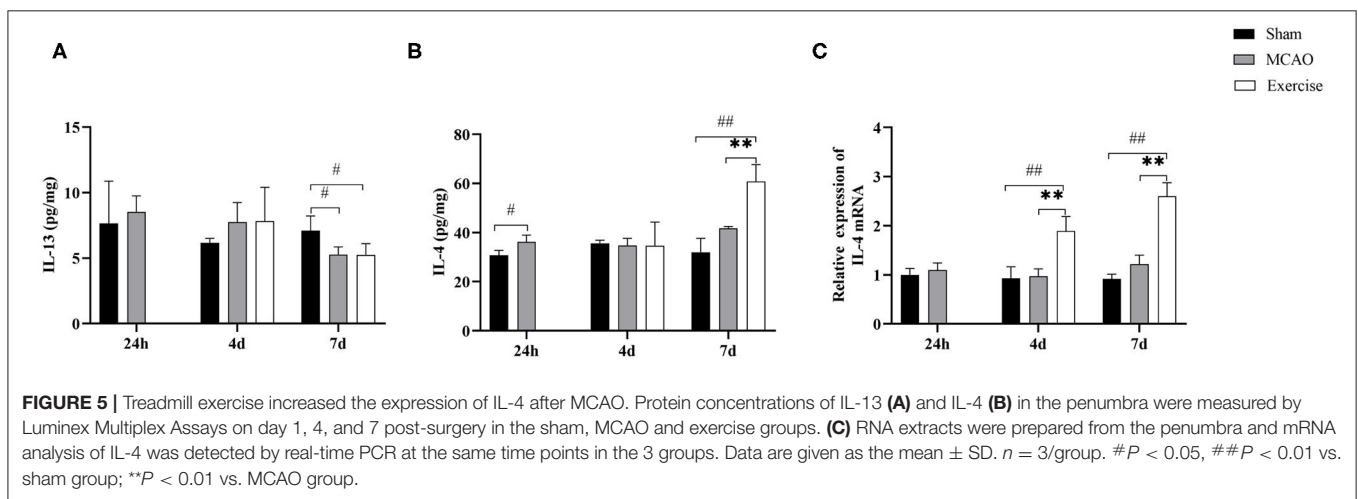 A
B
C
Sham
MCAO
Exercise
15
10
5
0
IL-13 (pg/mg)
#
#
24h
4d
7d
80
60
40
20
0
IL-4 (pg/mg)
#
##
**
24h
4d
7d
4
3
2
1
0
Relative expression of
IL-4 mRNA
##
**
##
**
24h
4d
7d
FIGURE 5 | Treadmill exercise increased the expression of IL-4 after MCAO. Protein concentrations of IL-13 (A) and IL-4 (B) in the penumbra were measured by
Luminex Multiplex Assays on day 1, 4, and 7 post-surgery in the sham, MCAO and exercise groups. (C) RNA extracts were prepared from the penumbra and mRNA
analysis of IL-4 was detected by real-time PCR at the same time points in the 3 groups. Data are given as the mean ± SD. n = 3/group. #P < 0.05, ##P < 0.01 vs.
sham group; **P < 0.01 vs. MCAO group.